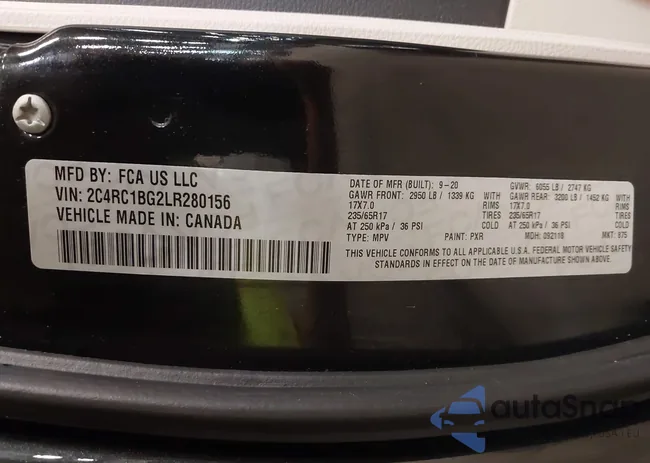 MFD BY: FCA US LLC
VIN: 2C4RC1BG2LR280156
VEHICLE MADE IN: CANADA
DATE OF MFR (BUILT): 9-20 GVWR: 6055 LB / 2747 KG
GAWR FRONT: 2950 LB / 1339 KG GAWR REAR: 3200 LB / 1452 KG
17X7.0 RIMS 17X7.0 RIMS
235/65R17 TIRES 235/65R17 TIRES
AT 250 kPa / 36 PSI COLD AT 250 kPa / 36 PSI COLD
TYPE: MPV PAINT: PXR MDH: 092118 MKT: 875
THIS VEHICLE CONFORMS TO ALL APPLICABLE U.S.A. FEDERAL MOTOR VEHICLE SAFETY
STANDARDS IN EFFECT ON THE DATE OF MANUFACTURE SHOWN ABOVE.
autoSnap